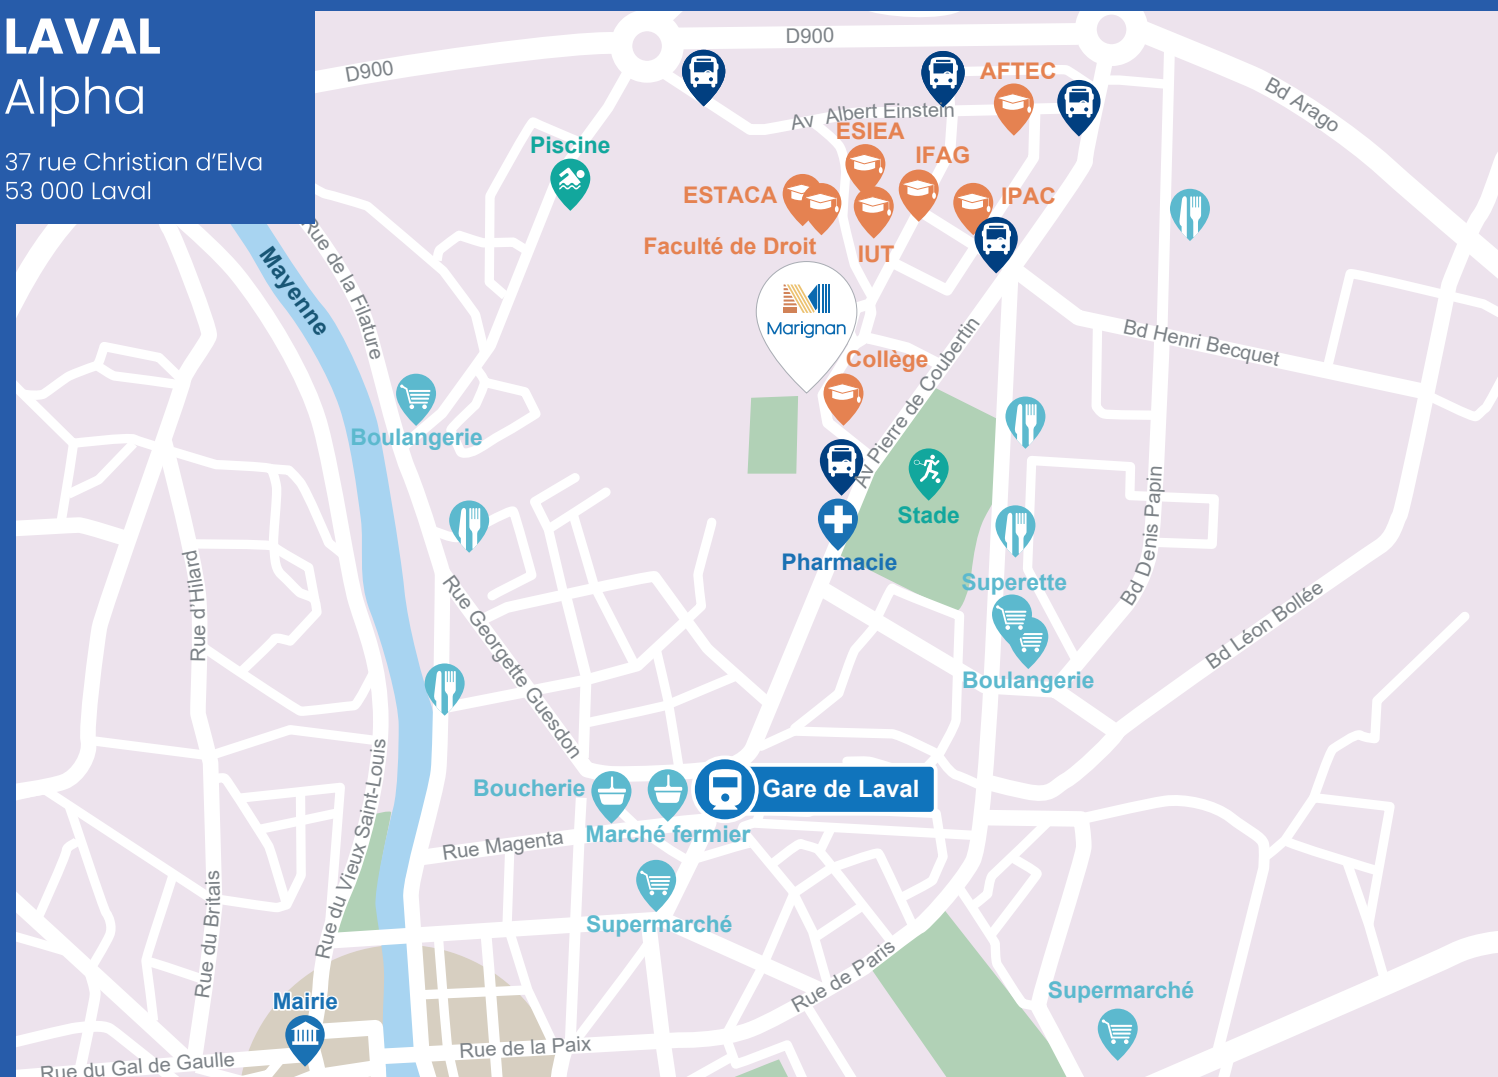 LAVAL
Alpha
37 rue Christian d'Elva
53 000 Laval
D900
D900
Bd Arago
Av Albert Einstein
AFTEC
ESIEA
IFAG
Piscine
ESTACA
IPAC
Faculté de Droit
IUT
Rue de la Filature
Mayenne
Marignan
Bd Henri Becquet
Collège
Av Pierre de Coubertin
Boulangerie
Stade
Pharmacie
Bd Denis Papin
Superette
Boulangerie
Bd Léon Bollée
Rue d'Hilard
Rue Georgette Guesdon
Boucherie
Gare de Laval
Marché fermier
Rue Magenta
Rue du Vieux Saint-Louis
Supermarché
Rue du Britais
Rue de Paris
Supermarché
Mairie
Rue de la Paix
Rue du Gal de Gaulle